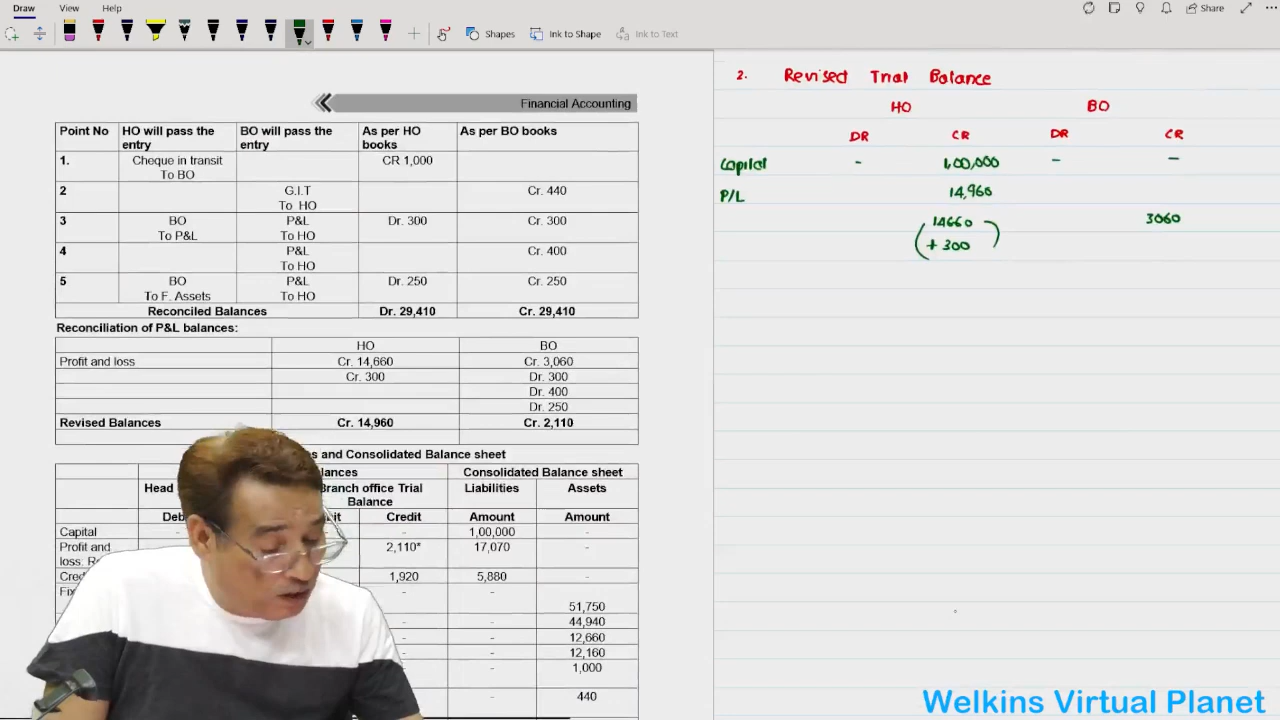 Draw View Help
Shapes Ink to Shape Ink to Text Share
Financial Accounting
Point No HO will pass the entry BO will pass the entry As per HO books As per BO books
1. Cheque in transit To BO CR 1,000
2 G.I.T To HO Cr. 440
3 BO To P&L P&L To HO Dr. 300 Cr. 300
4 P&L To HO Cr. 400
5 BO To F. Assets P&L To HO Dr. 250 Cr. 250
Reconciled Balances Dr. 29,410 Cr. 29,410
Reconciliation of P&L balances:
HO BO
Profit and loss Cr. 14,660 Cr. 3,060
Cr. 300 Dr. 300
Dr. 400
Dr. 250
Revised Balances Cr. 14,960 Cr. 2,110
and Consolidated Balance sheet
Consolidated Balance sheet
Head Branch office Trial Balance Liabilities Assets
Credit Amount Amount
Capital - - 1,00,000 -
Profit and loss 2,110* 17,070 -
1,920 5,880 -
- -
51,750
- - 44,940
- - 12,660
- - 12,160
- - 1,000
- 440
2. Revised Trial Balance
HO BO
DR CR DR CR
Capital - 1,00,000 - -
P/L 14,960
14660 3060
+ 300
Welkins Virtual Planet